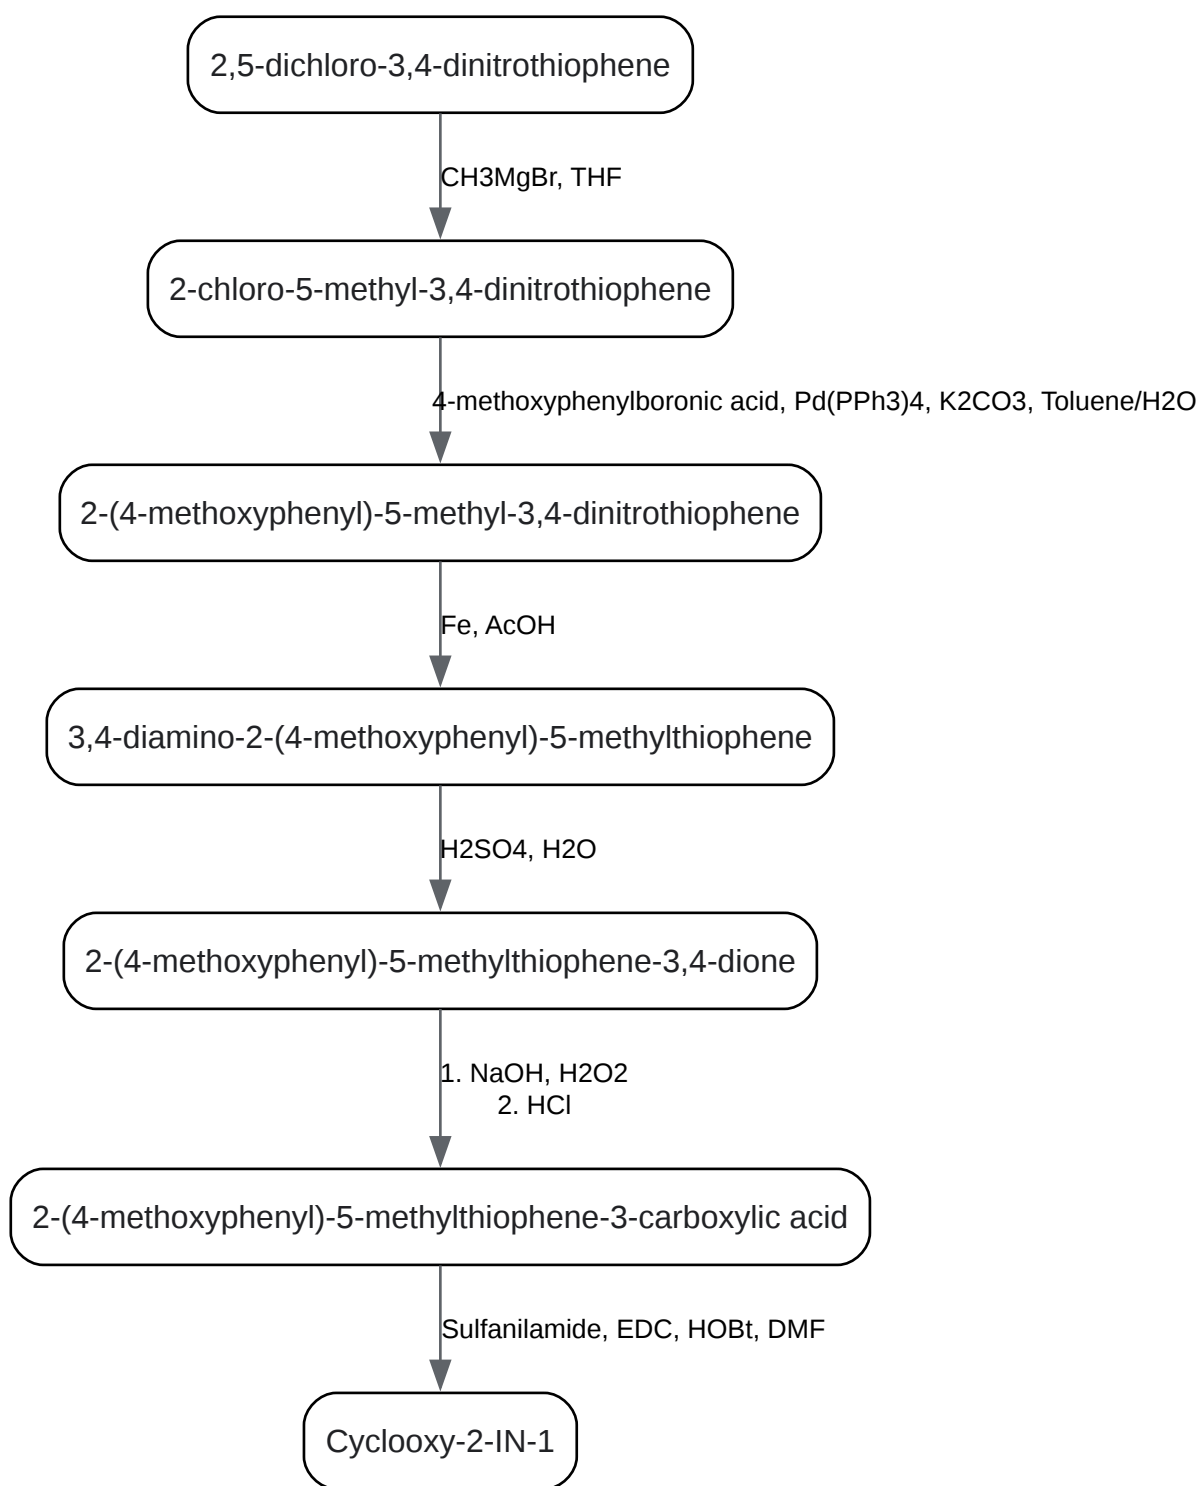 2,5-dichloro-3,4-dinitrothiophene
CH3MgBr, THF
2-chloro-5-methyl-3,4-dinitrothiophene
4-methoxyphenylboronic acid, Pd(PPh3)4, K2CO3, Toluene/H2O
2-(4-methoxyphenyl)-5-methyl-3,4-dinitrothiophene
Fe, AcOH
3,4-diamino-2-(4-methoxyphenyl)-5-methylthiophene
H2SO4, H2O
2-(4-methoxyphenyl)-5-methylthiophene-3,4-dione
1. NaOH, H2O2
2. HCl
2-(4-methoxyphenyl)-5-methylthiophene-3-carboxylic acid
Sulfanilamide, EDC, HOBt, DMF
Cyclooxy-2-IN-1